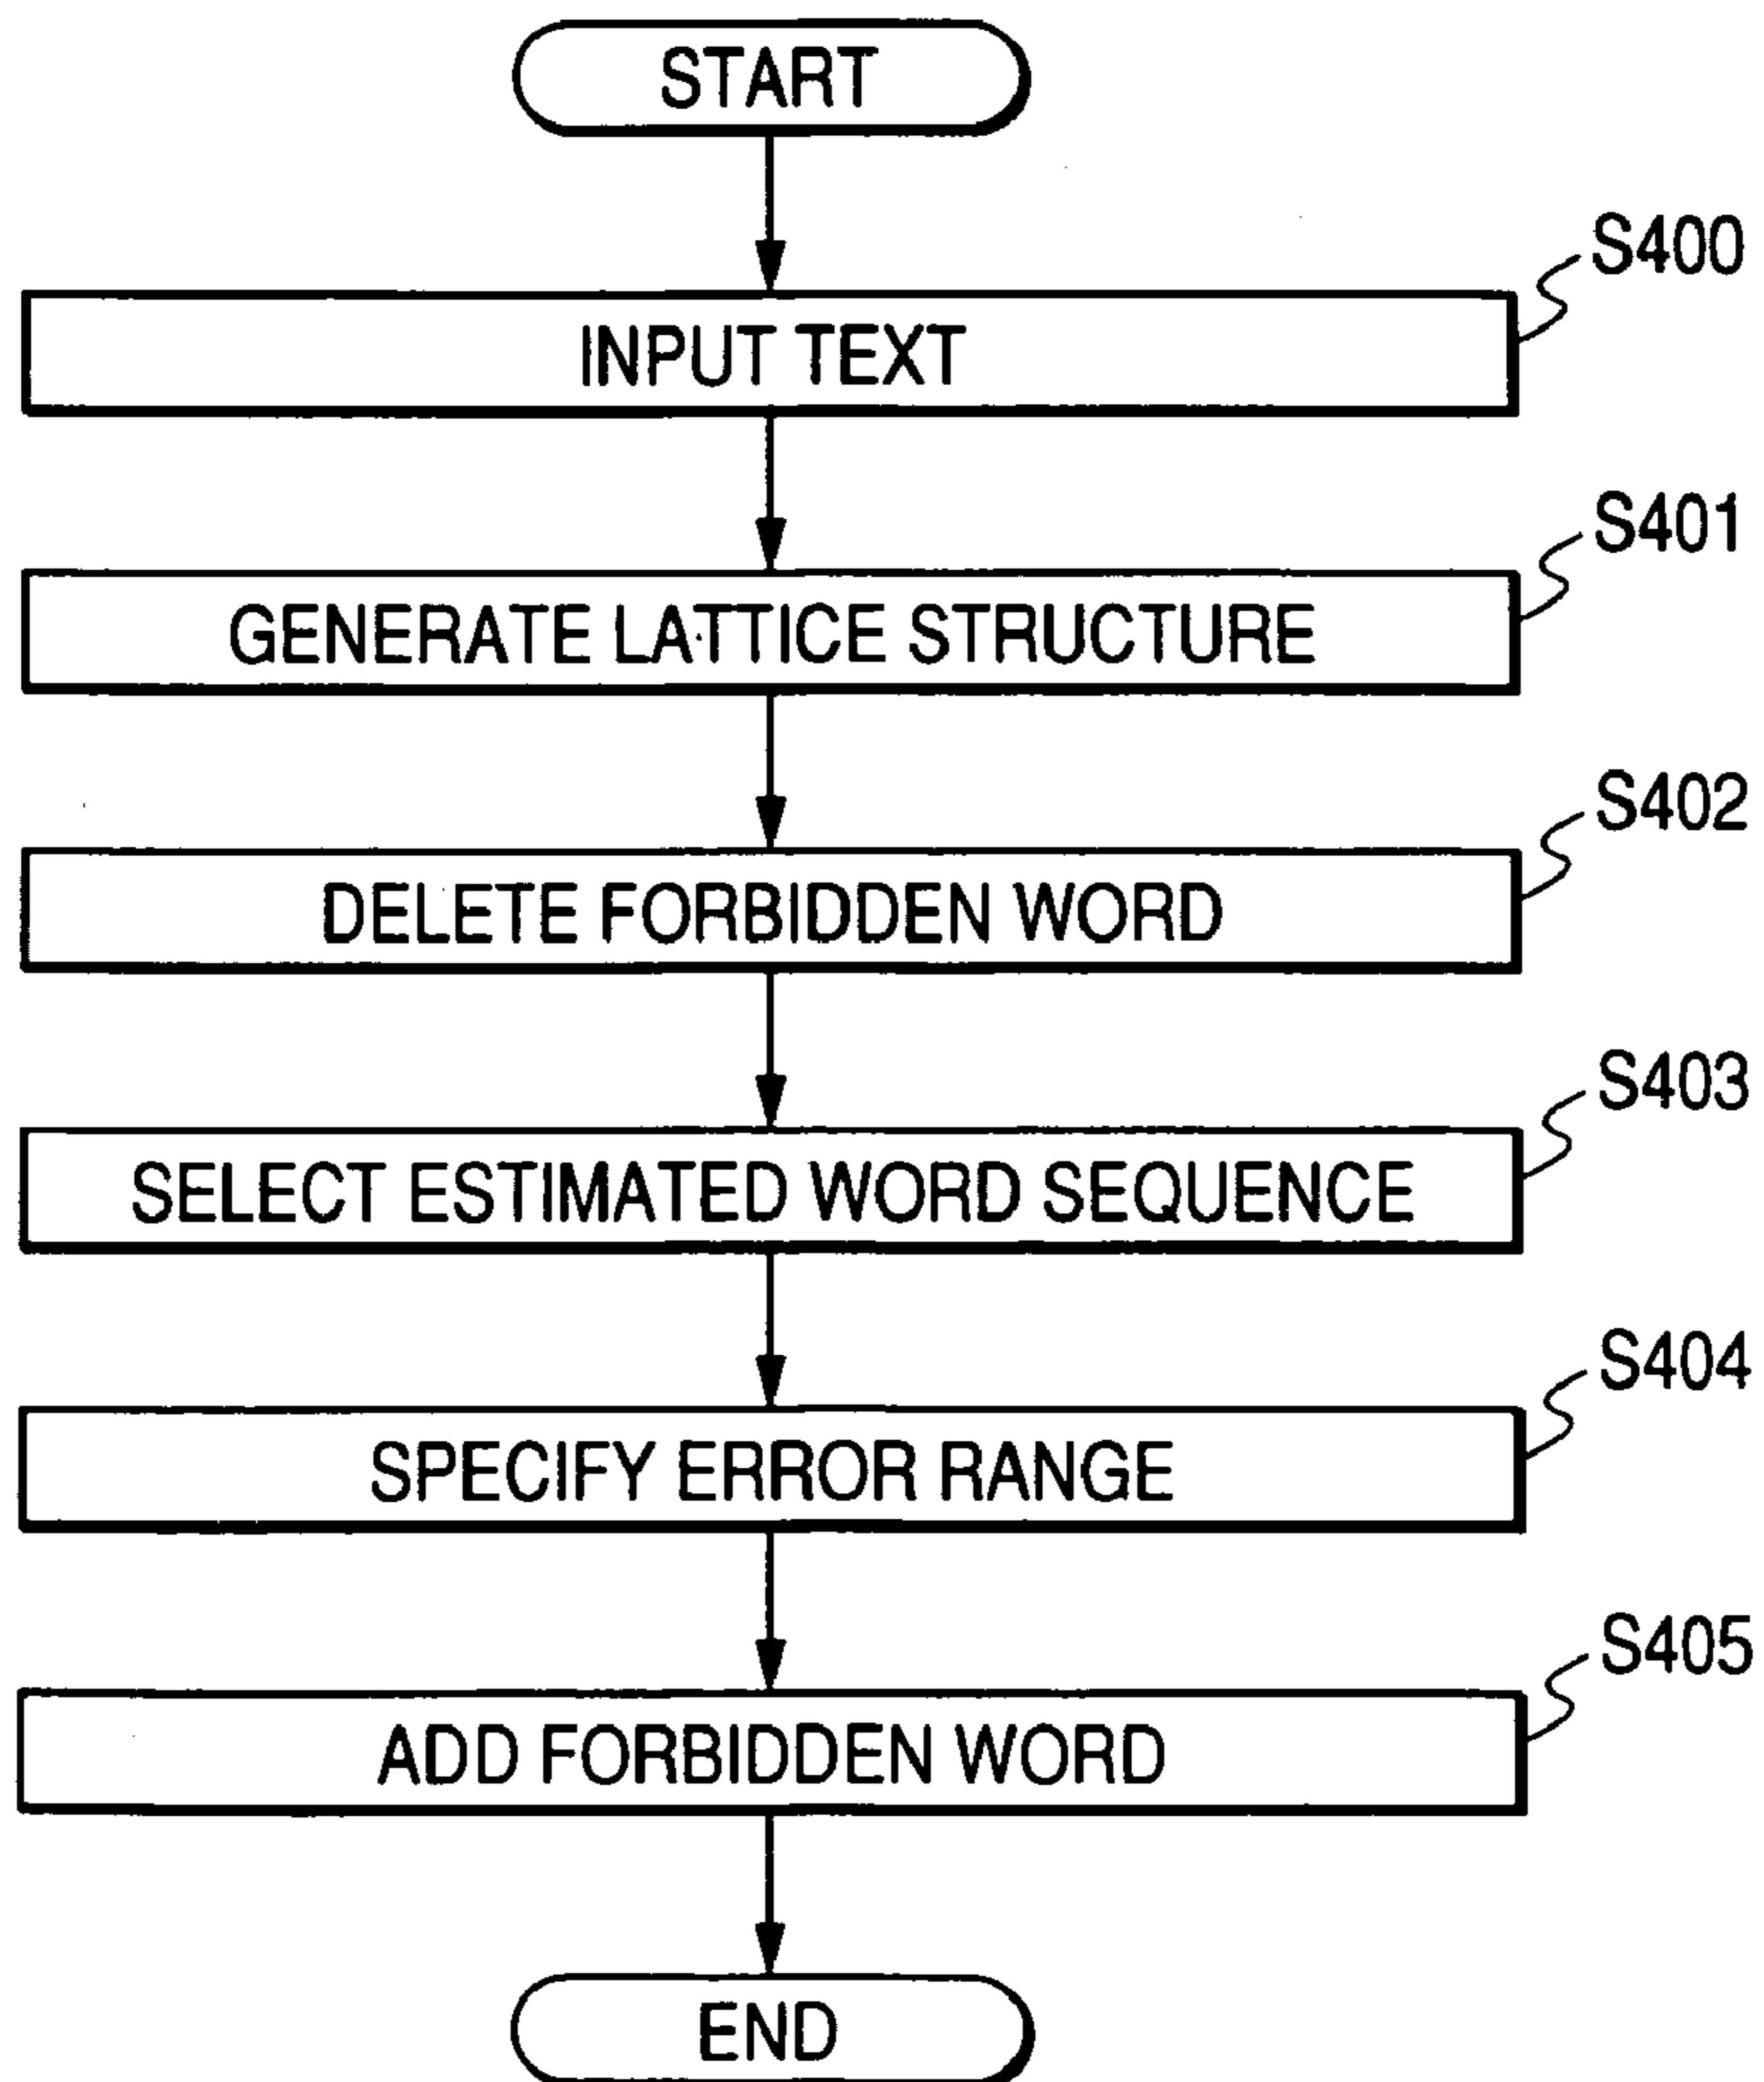 START
S400
INPUT TEXT
S401
GENERATE LATTICE STRUCTURE
S402
DELETE FORBIDDEN WORD
S403
SELECT ESTIMATED WORD SEQUENCE
S404
SPECIFY ERROR RANGE
S405
ADD FORBIDDEN WORD
END